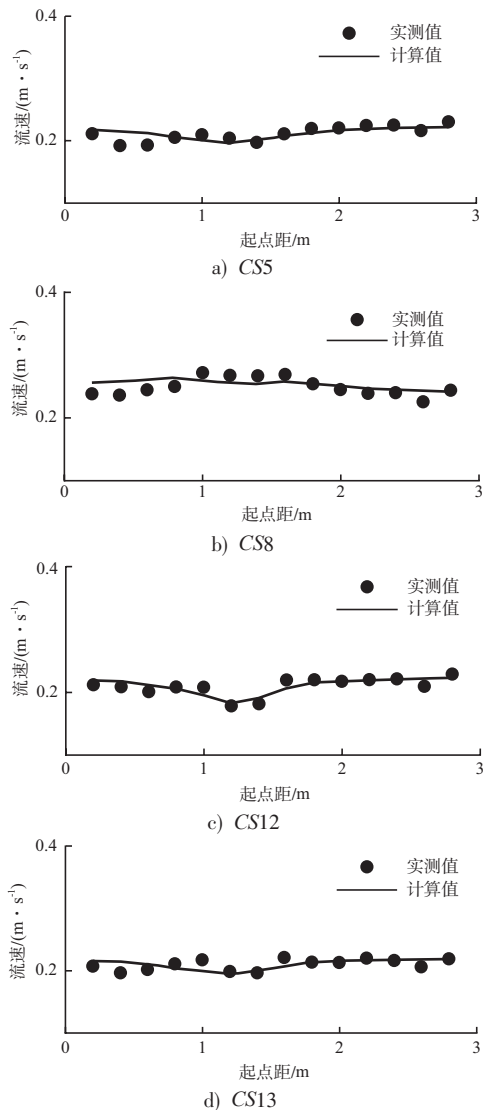 0.4
实测值
计算值
流速/(m·s⁻¹)
0.2
0 1 2 3
起点距/m
a) CS5
0.4
实测值
计算值
流速/(m·s⁻¹)
0.2
0 1 2 3
起点距/m
b) CS8
0.4
实测值
计算值
流速/(m·s⁻¹)
0.2
0 1 2 3
起点距/m
c) CS12
0.4
实测值
计算值
流速/(m·s⁻¹)
0.2
0 1 2 3
起点距/m
d) CS13